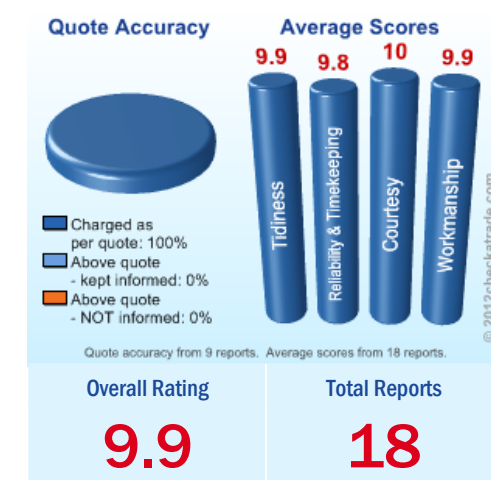 Quote Accuracy
Average Scores
9.9
9.8
10
9.9
Tidiness
Reliability & Timekeeping
Courtesy
Workmanship
Charged as
per quote: 100%
Above quote
- kept informed: 0%
Above quote
- NOT informed: 0%
© 2012checkatrade.com
Quote accuracy from 9 reports. Average scores from 18 reports.
Overall Rating
Total Reports
9.9
18